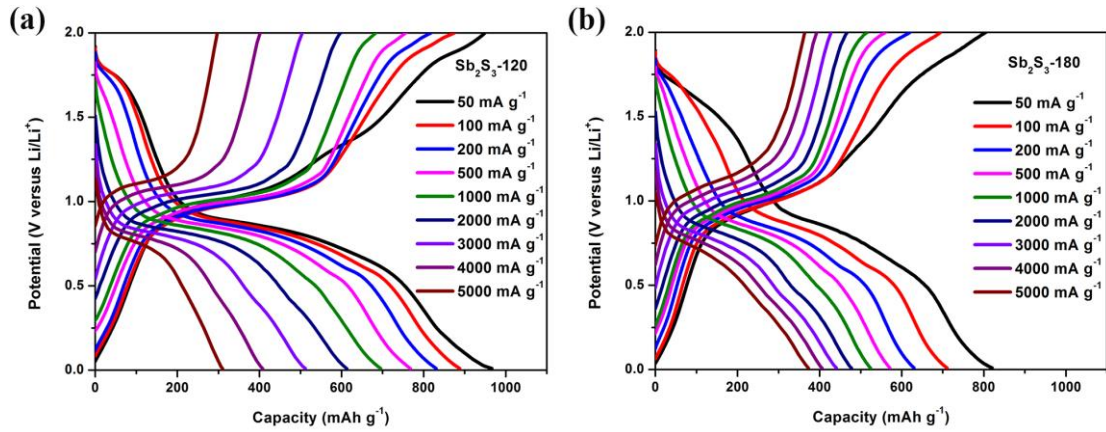 (a)
Sb₂S₃-120
50 mA g⁻¹
100 mA g⁻¹
200 mA g⁻¹
500 mA g⁻¹
1000 mA g⁻¹
2000 mA g⁻¹
3000 mA g⁻¹
4000 mA g⁻¹
5000 mA g⁻¹
Potential (V versus Li/Li⁺)
2.0
1.5
1.0
0.5
0.0
0 200 400 600 800 1000
Capacity (mAh g⁻¹)
(b)
Sb₂S₃-180
50 mA g⁻¹
100 mA g⁻¹
200 mA g⁻¹
500 mA g⁻¹
1000 mA g⁻¹
2000 mA g⁻¹
3000 mA g⁻¹
4000 mA g⁻¹
5000 mA g⁻¹
Potential (V versus Li/Li⁺)
2.0
1.5
1.0
0.5
0.0
0 200 400 600 800 1000
Capacity (mAh g⁻¹)